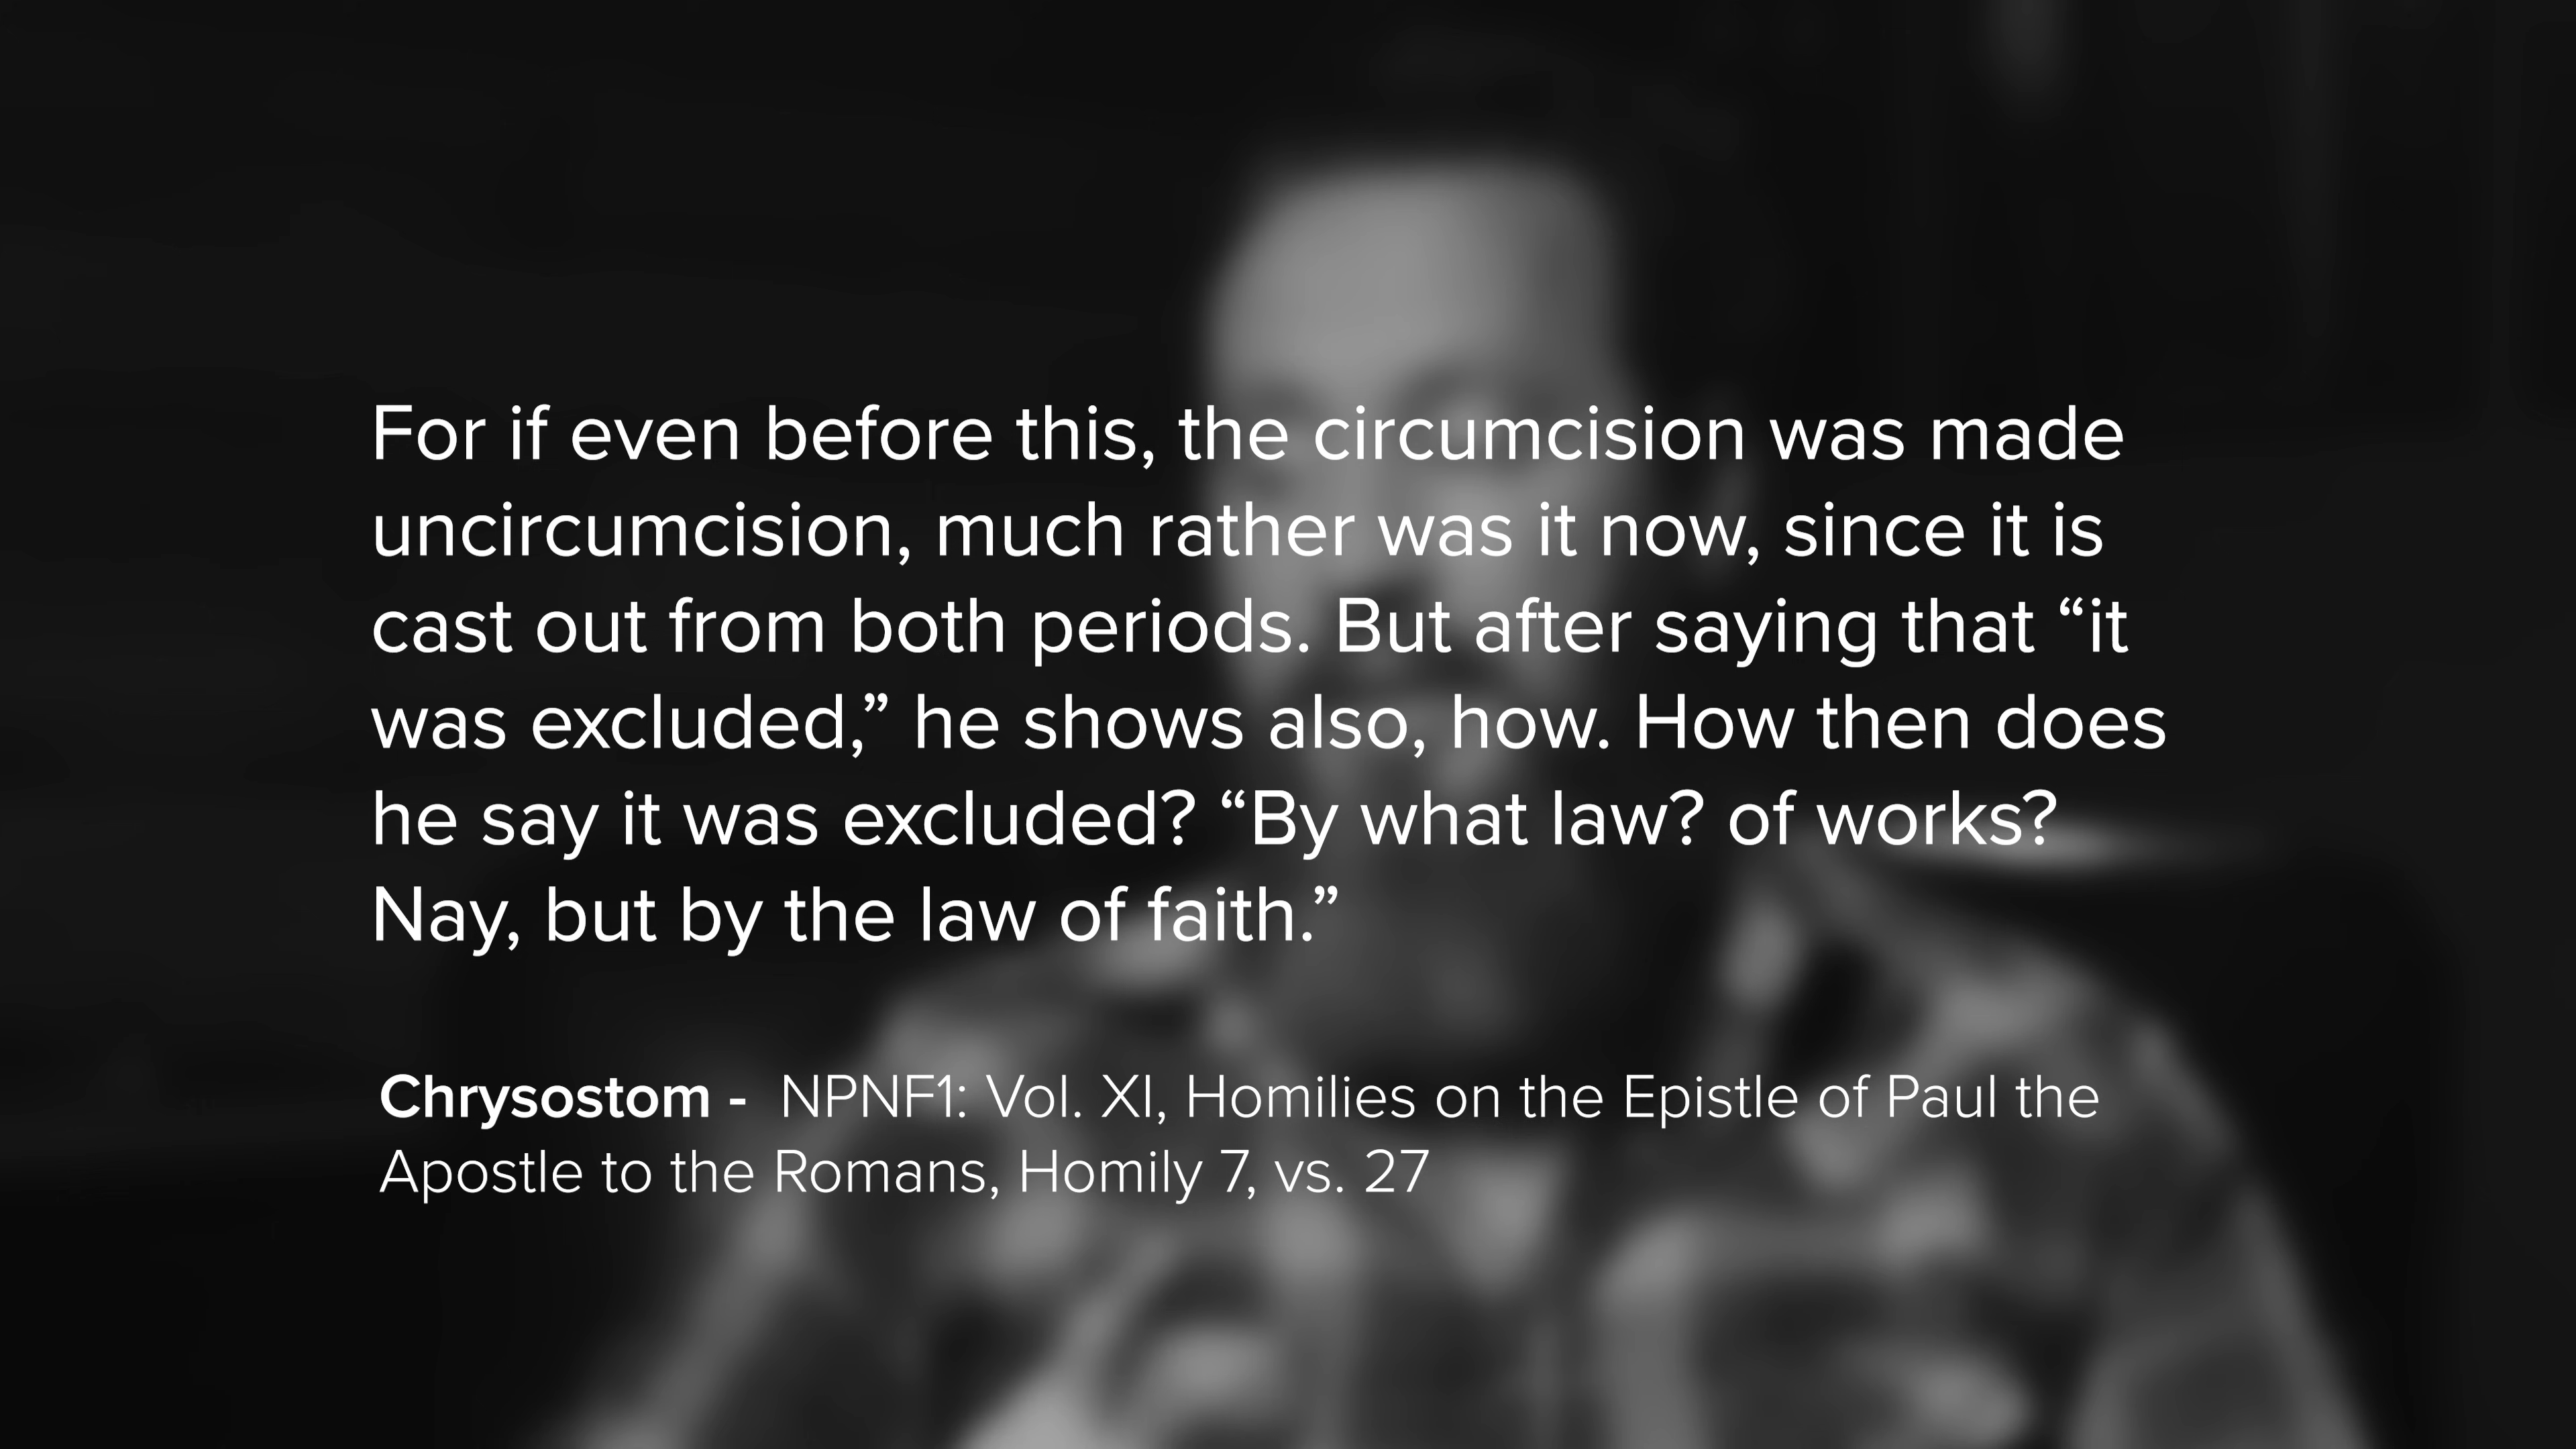 For if even before this, the circumcision was made
uncircumcision, much rather was it now, since it is
cast out from both periods. But after saying that “it
was excluded,” he shows also, how. How then does
he say it was excluded? “By what law? of works?
Nay, but by the law of faith.”
Chrysostom - NPNF1: Vol. XI, Homilies on the Epistle of Paul the
Apostle to the Romans, Homily 7, vs. 27